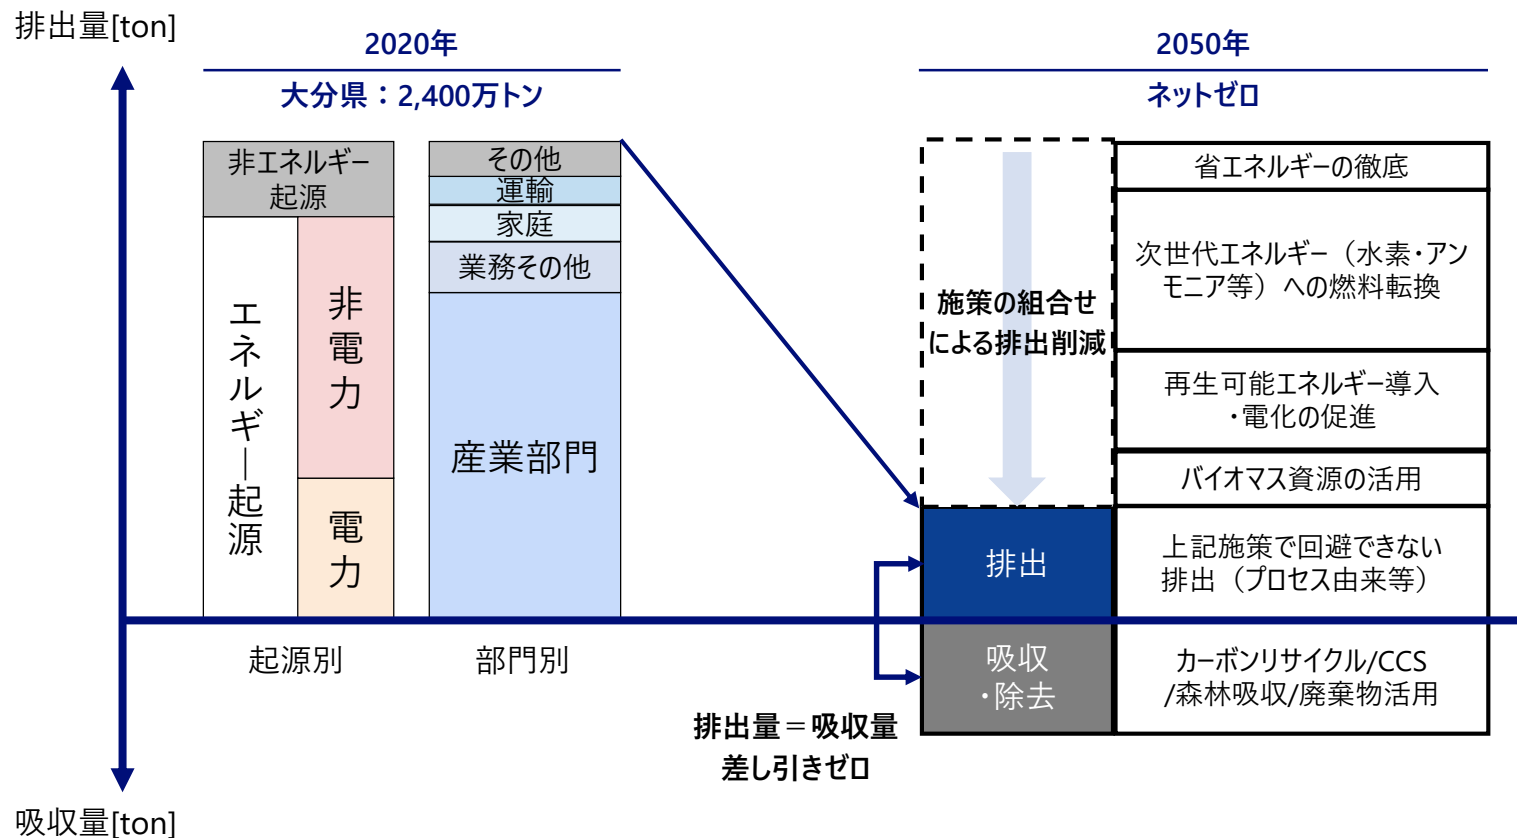 排出量[ton]
2020年
大分県：2,400万トン
非エネルギー
起源
エネルギー起源
非電力
電力
起源別
その他
運輸
家庭
業務その他
産業部門
部門別
2050年
ネットゼロ
施策の組合せ
による排出削減
排出
吸収
・除去
排出量＝吸収量
差し引きゼロ
省エネルギーの徹底
次世代エネルギー（水素・アン
モニア等）への燃料転換
再生可能エネルギー導入
・電化の促進
バイオマス資源の活用
上記施策で回避できない
排出（プロセス由来等）
カーボンリサイクル/CCS
/森林吸収/廃棄物活用
吸収量[ton]